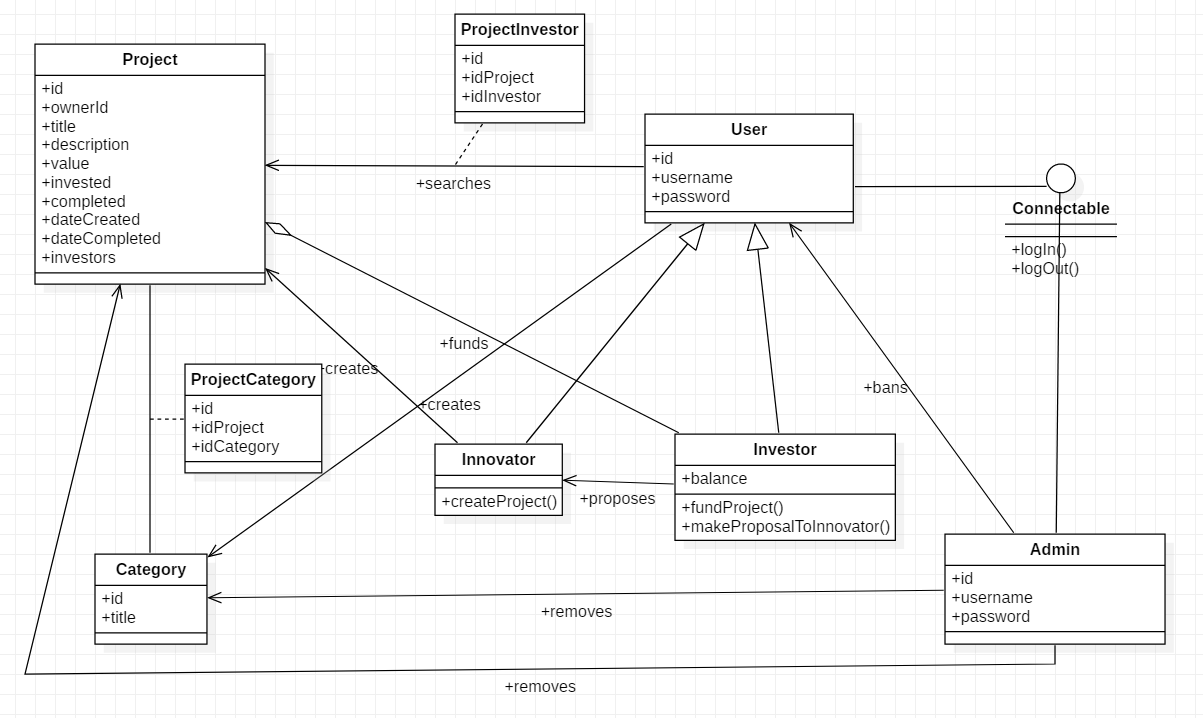 ProjectInvestor
+id
+idProject
+idInvestor
Project
+id
+ownerId
+title
+description
+value
+invested
+completed
+dateCreated
+dateCompleted
+investors
User
+id
+username
+password
+searches
Connectable
+logIn()
+logOut()
+funds
+creates
+creates
+bans
ProjectCategory
+id
+idProject
+idCategory
Innovator
+createProject()
+proposes
Investor
+balance
+fundProject()
+makeProposalToInnovator()
Category
+id
+title
+removes
Admin
+id
+username
+password
+removes